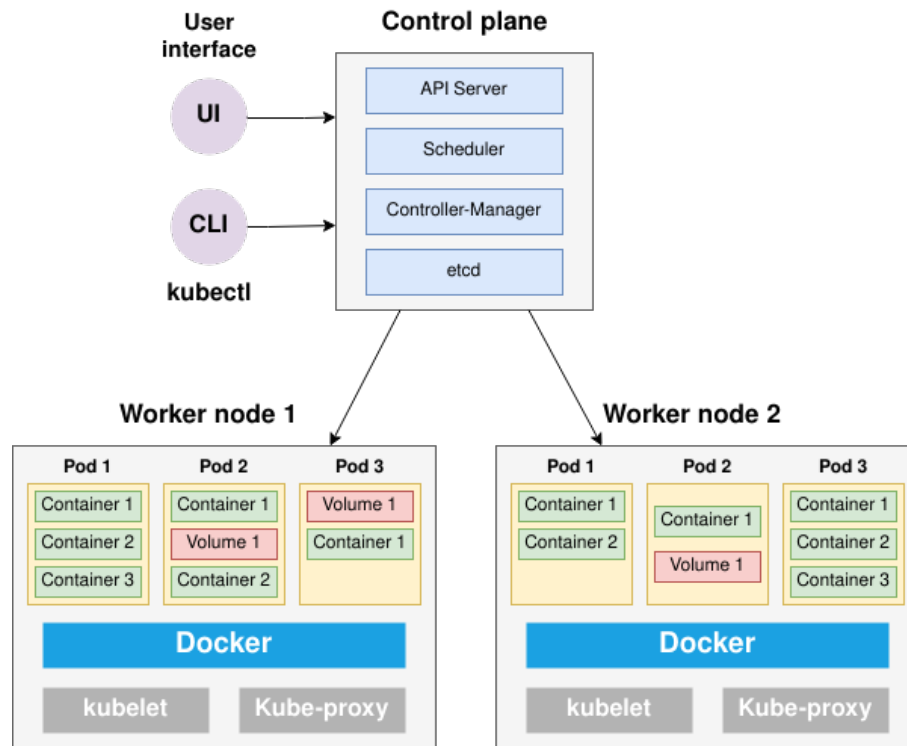 User
interface
Control plane
UI
API Server
Scheduler
CLI
Controller-Manager
kubectl
etcd
Worker node 1
Pod 1
Pod 2
Pod 3
Container 1
Container 2
Container 3
Container 1
Volume 1
Container 2
Volume 1
Container 1
Docker
kubelet
Kube-proxy
Worker node 2
Pod 1
Pod 2
Pod 3
Container 1
Container 2
Container 1
Volume 1
Container 1
Container 2
Container 3
Docker
kubelet
Kube-proxy